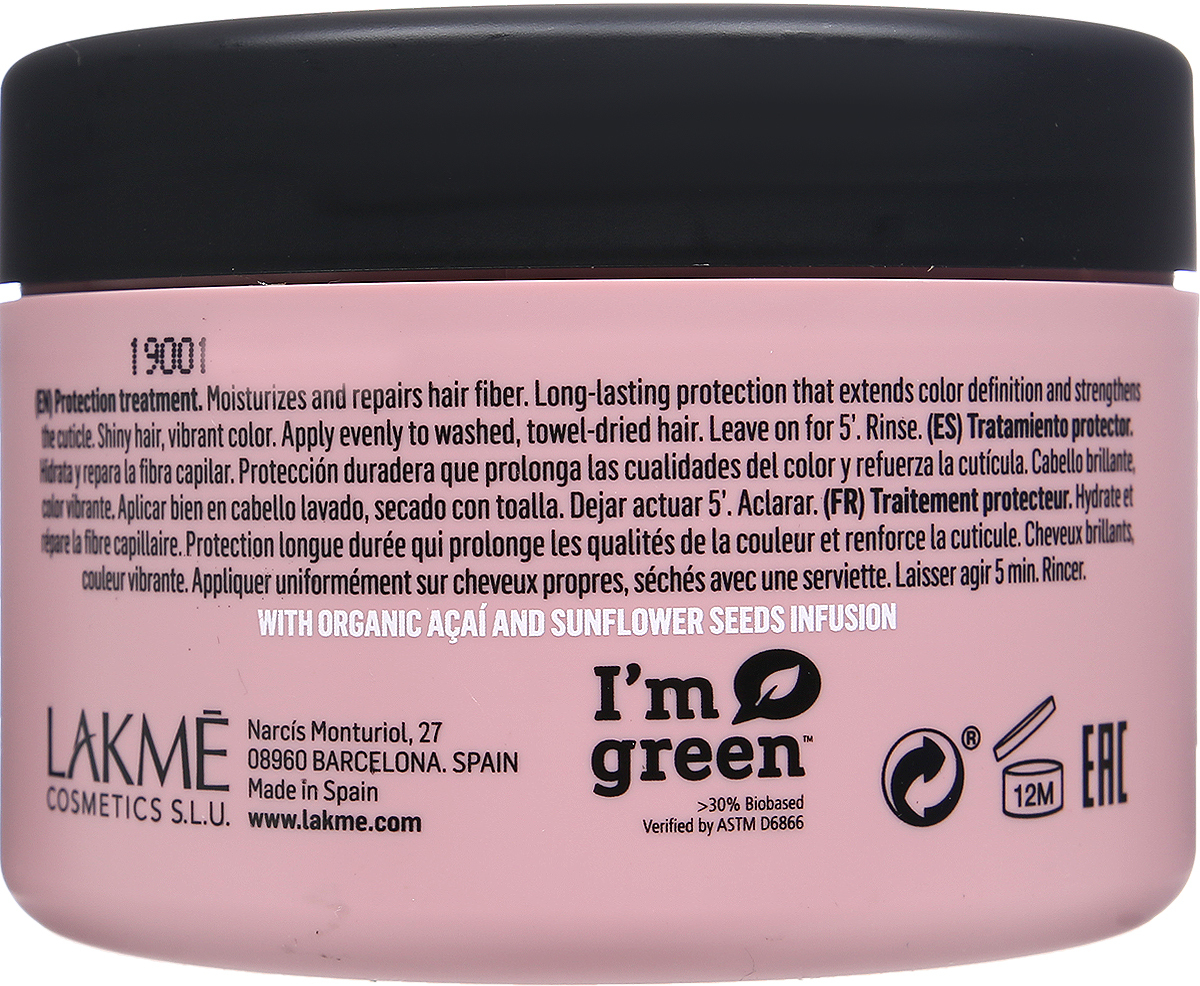 19001
(EN) Protection treatment. Moisturizes and repairs hair fiber. Long-lasting protection that extends color definition and strengthens
the cuticle. Shiny hair, vibrant color. Apply evenly to washed, towel-dried hair. Leave on for 5'. Rinse. (ES) Tratamiento protector.
Hidrata y repara la fibra capilar. Protección duradera que prolonga las cualidades del color y refuerza la cutícula. Cabello brillante,
color vibrante. Aplicar bien en cabello lavado, secado con toalla. Dejar actuar 5'. Aclarar. (FR) Traitement protecteur. Hydrate et
répare la fibre capillaire. Protection longue durée qui prolonge les qualités de la couleur et renforce la cuticule. Cheveux brillants,
couleur vibrante. Appliquer uniformément sur cheveux propres, séchés avec une serviette. Laisser agir 5 min. Rincer.
WITH ORGANIC AÇAÍ AND SUNFLOWER SEEDS INFUSION
LAKMĒ
COSMETICS S.L.U.
Narcís Monturiol, 27
08960 BARCELONA. SPAIN
Made in Spain
www.lakme.com
I'm
green™
>30% Biobased
Verified by ASTM D6866
®
12M
EAC